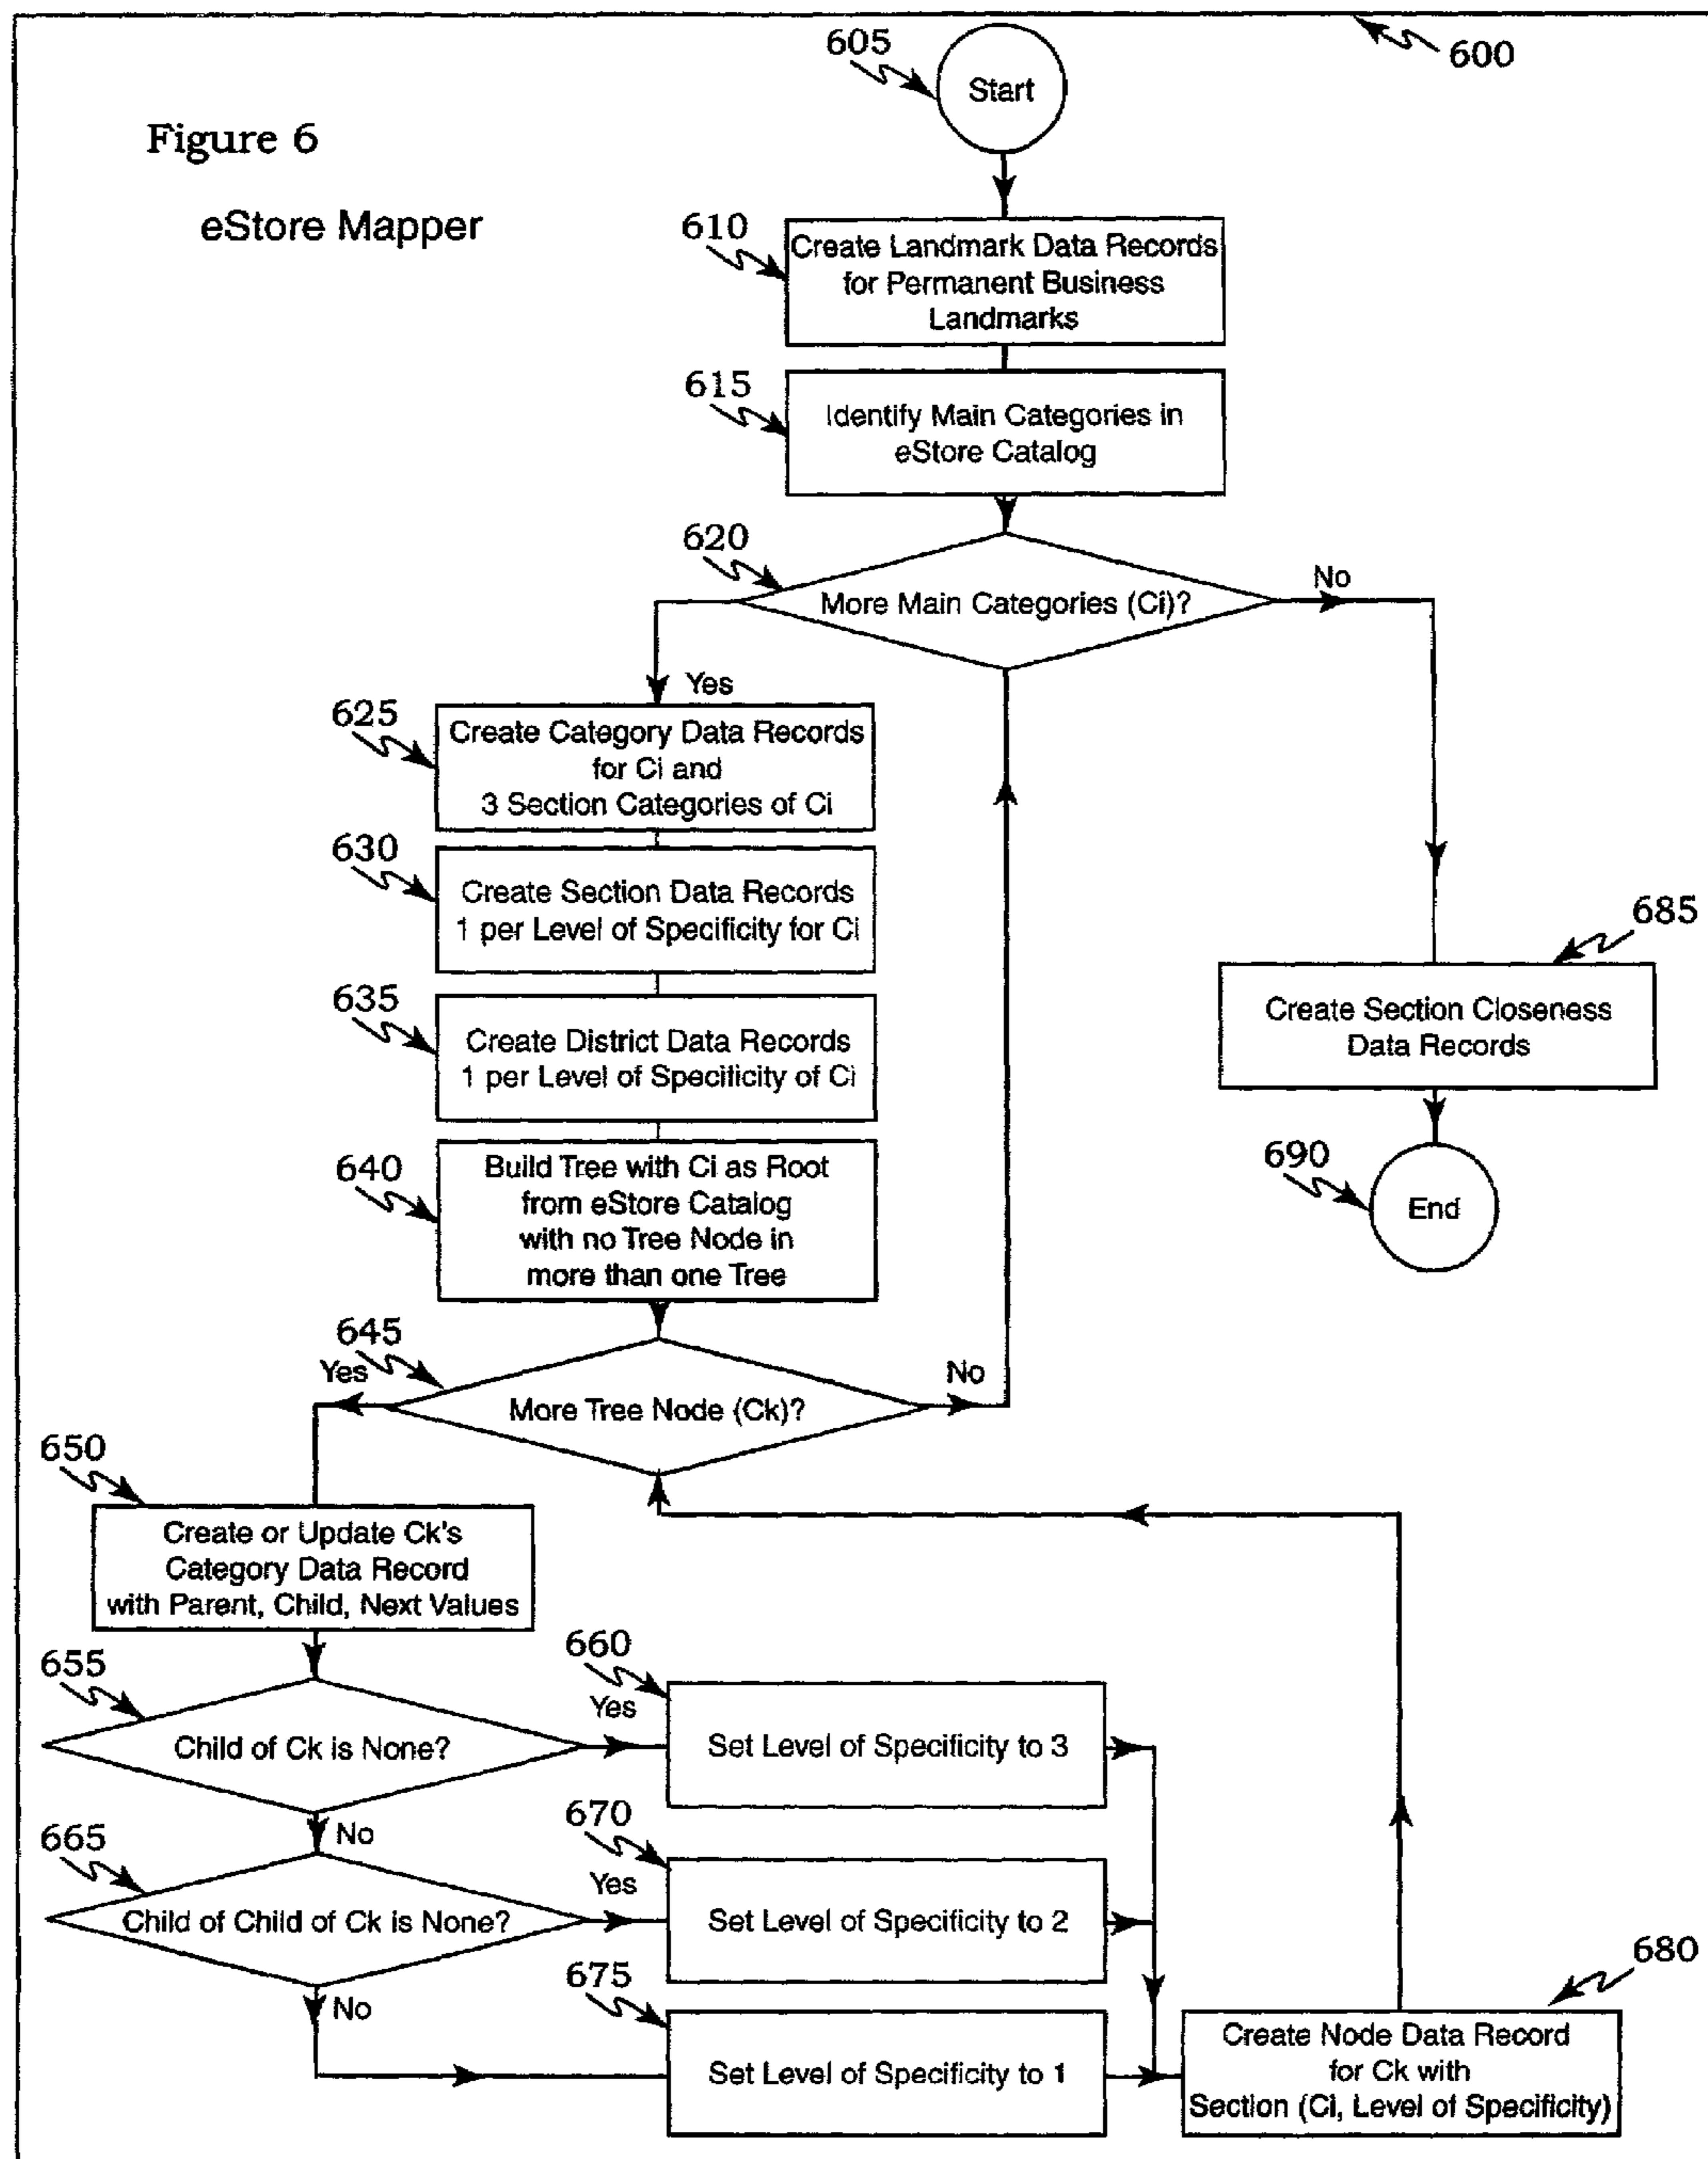 600
605
Start
Figure 6
eStore Mapper
610
Create Landmark Data Records
for Permanent Business
Landmarks
615
Identify Main Categories in
eStore Catalog
620
More Main Categories (Ci)?
No
Yes
625
Create Category Data Records
for Ci and
3 Section Categories of Ci
630
Create Section Data Records
1 per Level of Specificity for Ci
685
Create Section Closeness
Data Records
635
Create District Data Records
1 per Level of Specificity of Ci
640
Build Tree with Ci as Root
from eStore Catalog
with no Tree Node in
more than one Tree
690
End
645
Yes
More Tree Node (Ck)?
No
650
Create or Update Ck's
Category Data Record
with Parent, Child, Next Values
655
Child of Ck is None?
Yes
660
Set Level of Specificity to 3
No
665
Child of Child of Ck is None?
Yes
670
Set Level of Specificity to 2
No
675
Set Level of Specificity to 1
680
Create Node Data Record
for Ck with
Section (Ci, Level of Specificity)